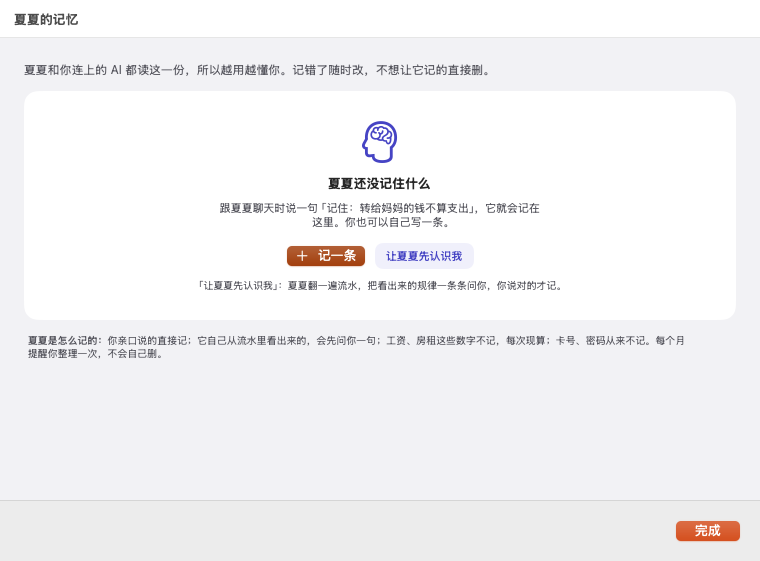 夏夏的记忆
夏夏和你连上的 AI 都读这一份，所以越用越懂你。记错了随时改，不想让它记的直接删。
夏夏还没记住什么
跟夏夏聊天时说一句「记住：转给妈妈的钱不算支出」，它就会记在
这里。你也可以自己写一条。
＋ 记一条
让夏夏先认识我
「让夏夏先认识我」：夏夏翻一遍流水，把看出来的规律一条条问你，你说对的才记。
夏夏是怎么记的：你亲口说的直接记；它自己从流水里看出来的，会先问你一句；工资、房租这些数字不记，每次现算；卡号、密码从来不记。每个月
提醒你整理一次，不会自己删。
完成